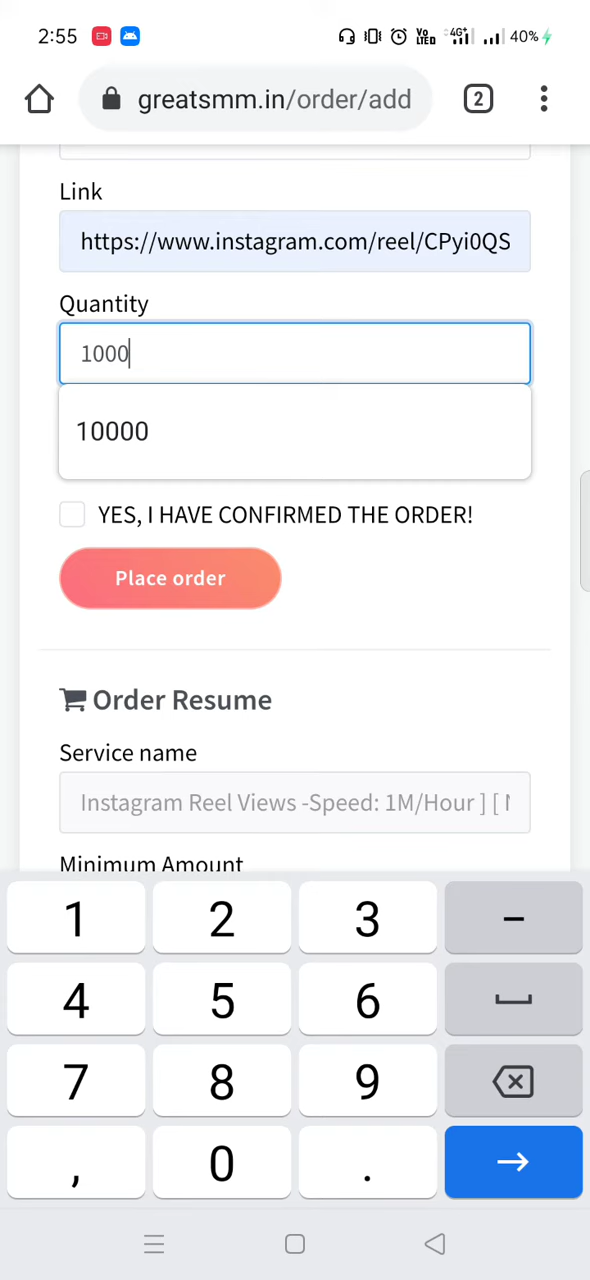 2:55 VoLTE 4G+ 40%
greatsmm.in/order/add 2
Link
https://www.instagram.com/reel/CPyi0QS
Quantity
1000
10000
YES, I HAVE CONFIRMED THE ORDER!
Place order
Order Resume
Service name
Instagram Reel Views -Speed: 1M/Hour ] [
Minimum Amount
1 2 3 -
4 5 6
7 8 9
, 0 .